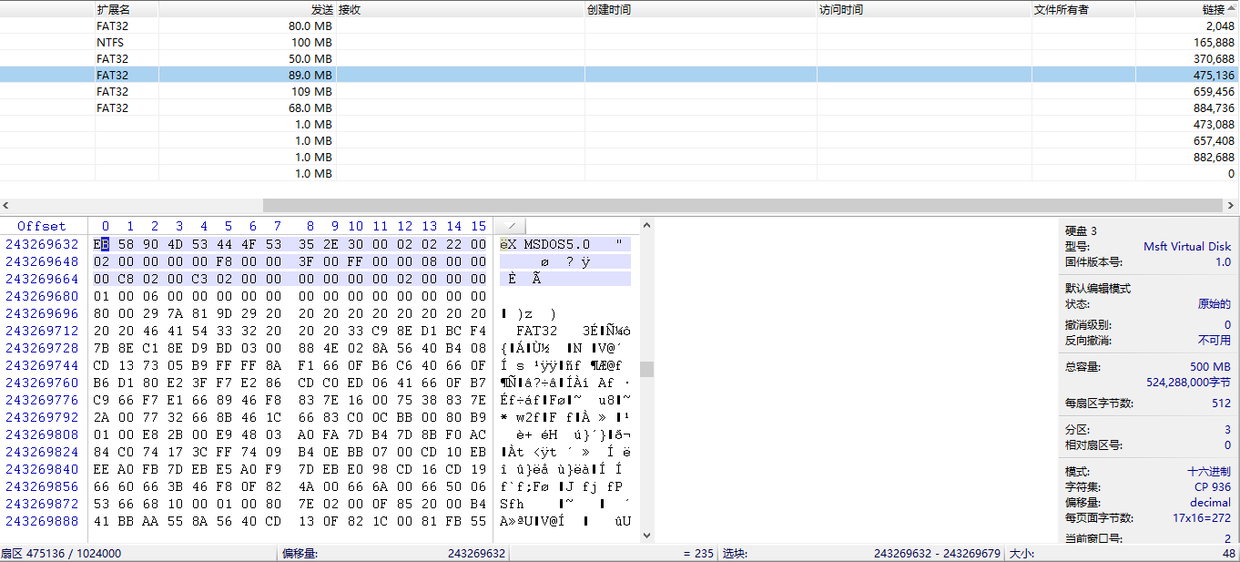 扩展名 发送 接收 创建时间 访问时间 文件所有者 链接
FAT32 80.0 MB 2,048
NTFS 100 MB 165,888
FAT32 50.0 MB 370,688
FAT32 89.0 MB 475,136
FAT32 109 MB 659,456
FAT32 68.0 MB 884,736
1.0 MB 473,088
1.0 MB 657,408
1.0 MB 882,688
1.0 MB 0
Offset 0 1 2 3 4 5 6 7 8 9 10 11 12 13 14 15
243269632 EB 58 90 4D 53 44 4F 53 35 2E 30 00 02 02 22 00 ëX MSDOS5.0 "
243269648 02 00 00 00 00 F8 00 00 3F 00 FF 00 00 08 00 00 ø ? ÿ
243269664 00 C8 02 00 C3 02 00 00 00 00 00 00 02 00 00 00 È Ã
243269680 01 00 06 00 00 00 00 00 00 00 00 00 00 00 00 00
243269696 80 00 29 7A 81 9D 29 20 20 20 20 20 20 20 20 20 )z )
243269712 20 20 46 41 54 33 32 20 20 20 33 C9 8E D1 BC F4 FAT32 3É Ñ¼ô
243269728 7B 8E C1 8E D9 BD 03 00 88 4E 02 8A 56 40 B4 08 { Á Ù½ N V@´
243269744 CD 13 73 05 B9 FF FF 8A F1 66 0F B6 C6 40 66 0F Í s ¹ÿÿ ñf ¶Æ@f
243269760 B6 D1 80 E2 3F F7 E2 86 CD C0 ED 06 41 66 0F B7 ¶Ñ â?÷â ÍÀí Af ·
243269776 C9 66 F7 E1 66 89 46 F8 83 7E 16 00 75 38 83 7E Éf÷áf Fø ~ u8 ~
243269792 2A 00 77 32 66 8B 46 1C 66 83 C0 0C BB 00 80 B9 * w2f F f À » ¹
243269808 01 00 E8 2B 00 E9 48 03 A0 FA 7D B4 7D 8B F0 AC è+ éH ú}´} ð¬
243269824 84 C0 74 17 3C FF 74 09 B4 0E BB 07 00 CD 10 EB Àt <ÿt ´ » Í ë
243269840 EE A0 FB 7D EB E5 A0 F9 7D EB E0 98 CD 16 CD 19 î û}ëå ù}ëà Í Í
243269856 66 60 66 3B 46 F8 0F 82 4A 00 66 6A 00 66 50 06 f`f;Fø J fj fP
243269872 53 66 68 10 00 01 00 80 7E 02 00 0F 85 20 00 B4 Sfh ~ ´
243269888 41 BB AA 55 8A 56 40 CD 13 0F 82 1C 00 81 FB 55 A»ªU V@Í ûU
硬盘 3
型号: Msft Virtual Disk
固件版本号: 1.0
默认编辑模式
状态: 原始的
撤消级别: 0
反向撤消: 不可用
总容量: 500 MB
524,288,000字节
每扇区字节数: 512
分区: 3
相对扇区号: 0
模式: 十六进制
字符集: CP 936
偏移量: decimal
每页面字节数: 17x16=272
当前窗口号: 2
扇区 475136 / 1024000 偏移量: 243269632 = 235 选块: 243269632 - 243269679 大小: 48